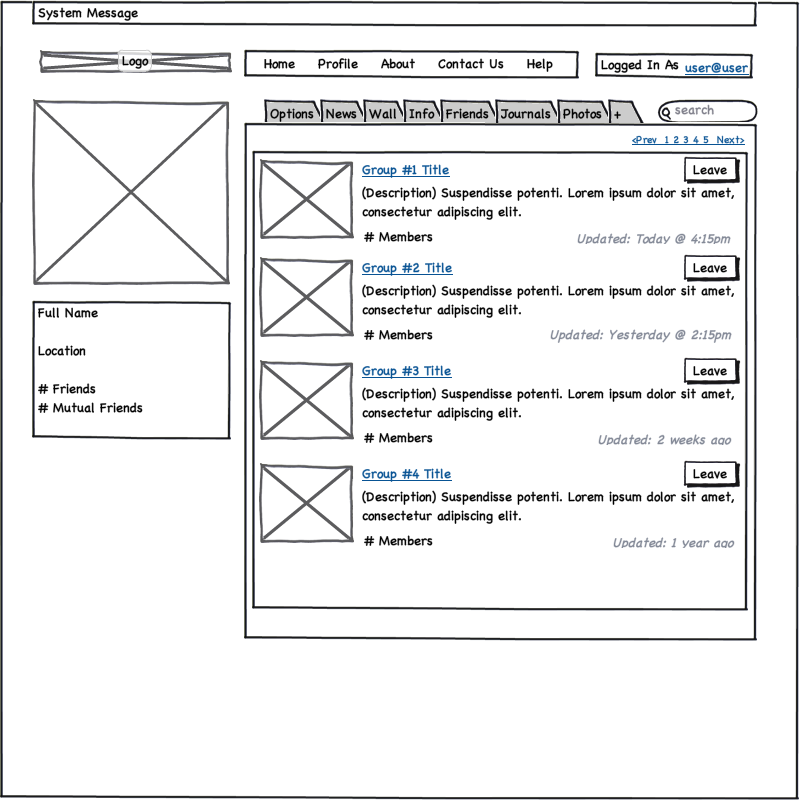 System Message
Logo
Home Profile About Contact Us Help
Logged In As user@user
Options News Wall Info Friends Journals Photos +
search
<Prev 1 2 3 4 5 Next>
Group #1 Title
Leave
(Description) Suspendisse potenti. Lorem ipsum dolor sit amet,
consectetur adipiscing elit.
# Members
Updated: Today @ 4:15pm
Group #2 Title
Leave
(Description) Suspendisse potenti. Lorem ipsum dolor sit amet,
consectetur adipiscing elit.
# Members
Updated: Yesterday @ 2:15pm
Group #3 Title
Leave
(Description) Suspendisse potenti. Lorem ipsum dolor sit amet,
consectetur adipiscing elit.
# Members
Updated: 2 weeks ago
Group #4 Title
Leave
(Description) Suspendisse potenti. Lorem ipsum dolor sit amet,
consectetur adipiscing elit.
# Members
Updated: 1 year ago
Full Name
Location
# Friends
# Mutual Friends